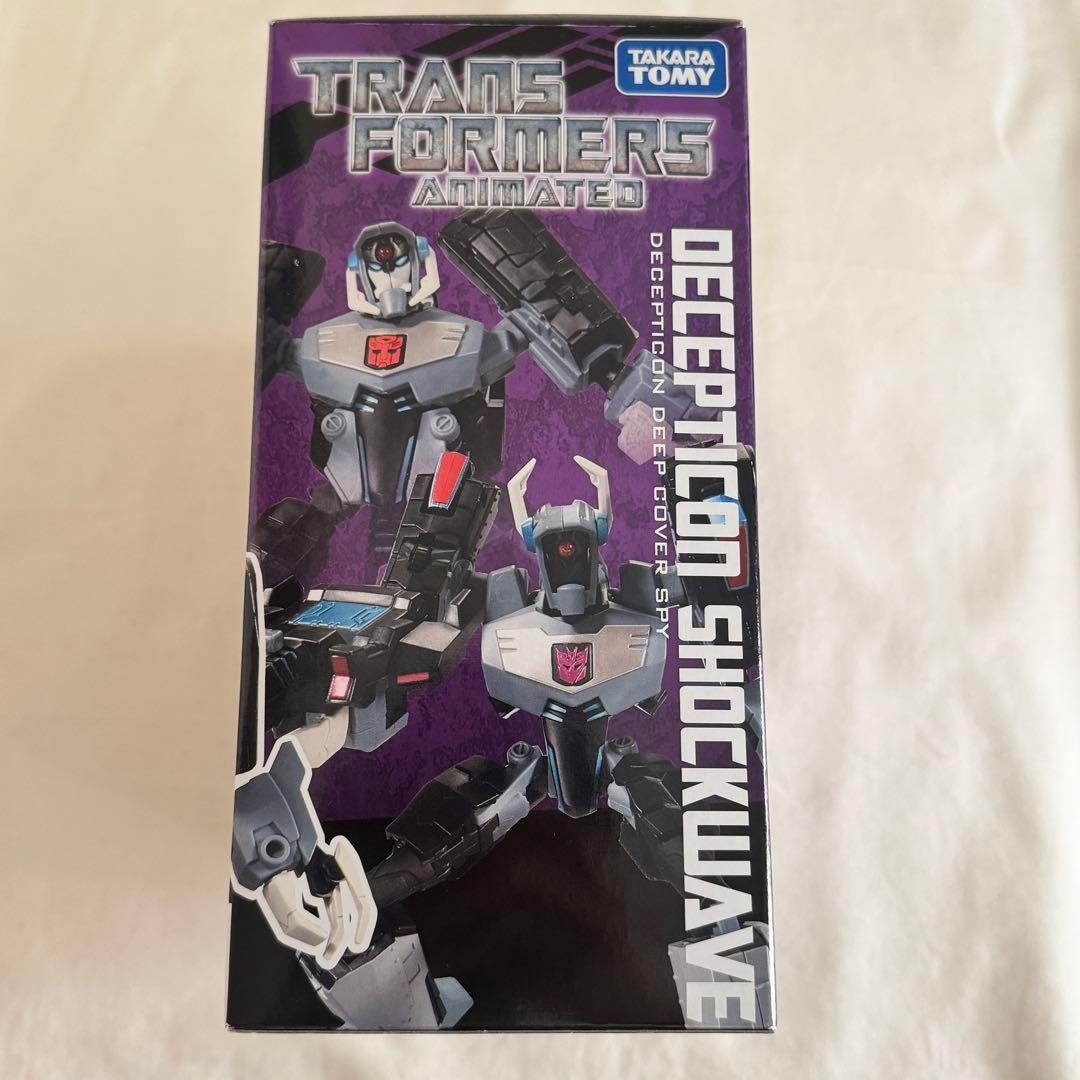 TAKARA
TOMY
TRANS
FORMERS
ANIMATED
DECEPTICON SHOCKWAVE
DECEPTICON DEEP COVER SPY